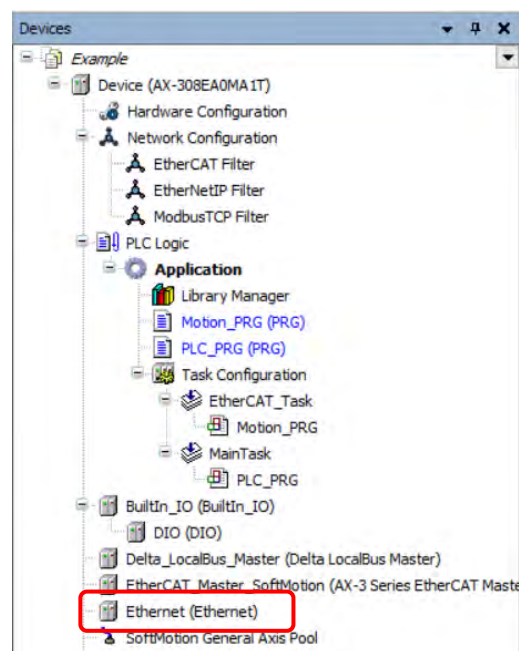 Devices
Example
Device (AX-308EA0MA1T)
Hardware Configuration
Network Configuration
EtherCAT Filter
EtherNetIP Filter
ModbusTCP Filter
PLC Logic
Application
Library Manager
Motion_PRG (PRG)
PLC_PRG (PRG)
Task Configuration
EtherCAT_Task
Motion_PRG
MainTask
PLC_PRG
BuiltIn_IO (BuiltIn_IO)
DIO (DIO)
Delta_LocalBus_Master (Delta LocalBus Master)
EtherCAT_Master_SoftMotion (AX-3 Series EtherCAT Maste
Ethernet (Ethernet)
SoftMotion General Axis Pool